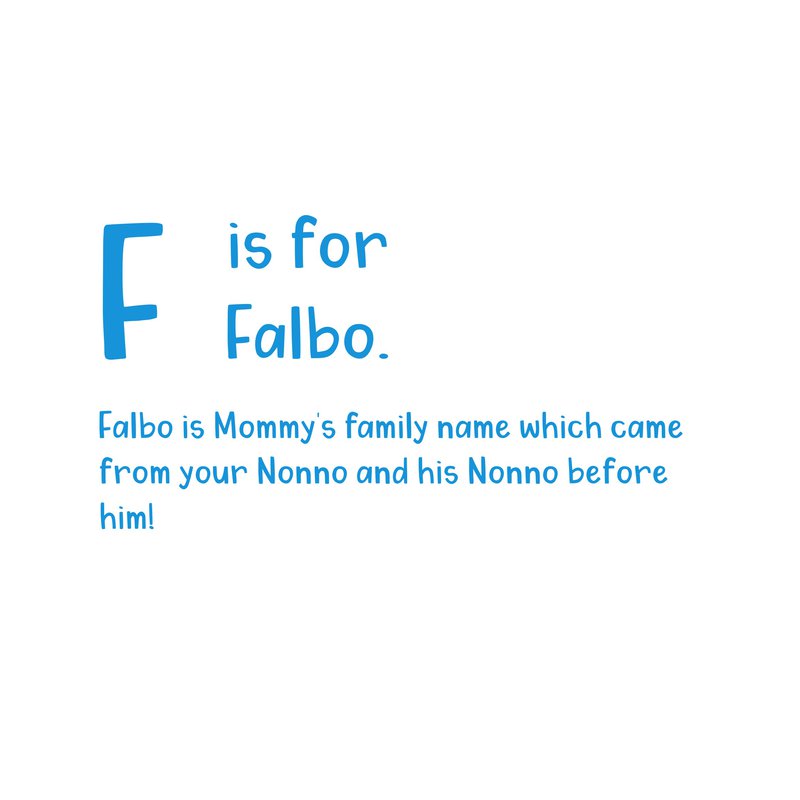 F is for
Falbo.
Falbo is Mommy's family name which came
from your Nonno and his Nonno before
him!